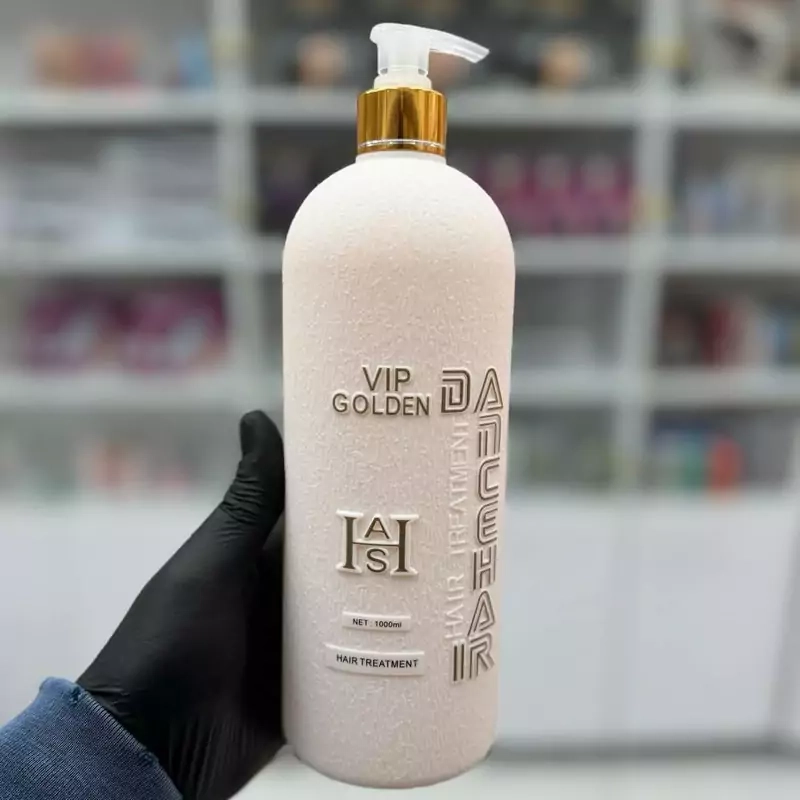 VIP
GOLDEN
DANCEHAIR
HAIR TREATMENT
HAS
NET : 1000ml
HAIR TREATMENT